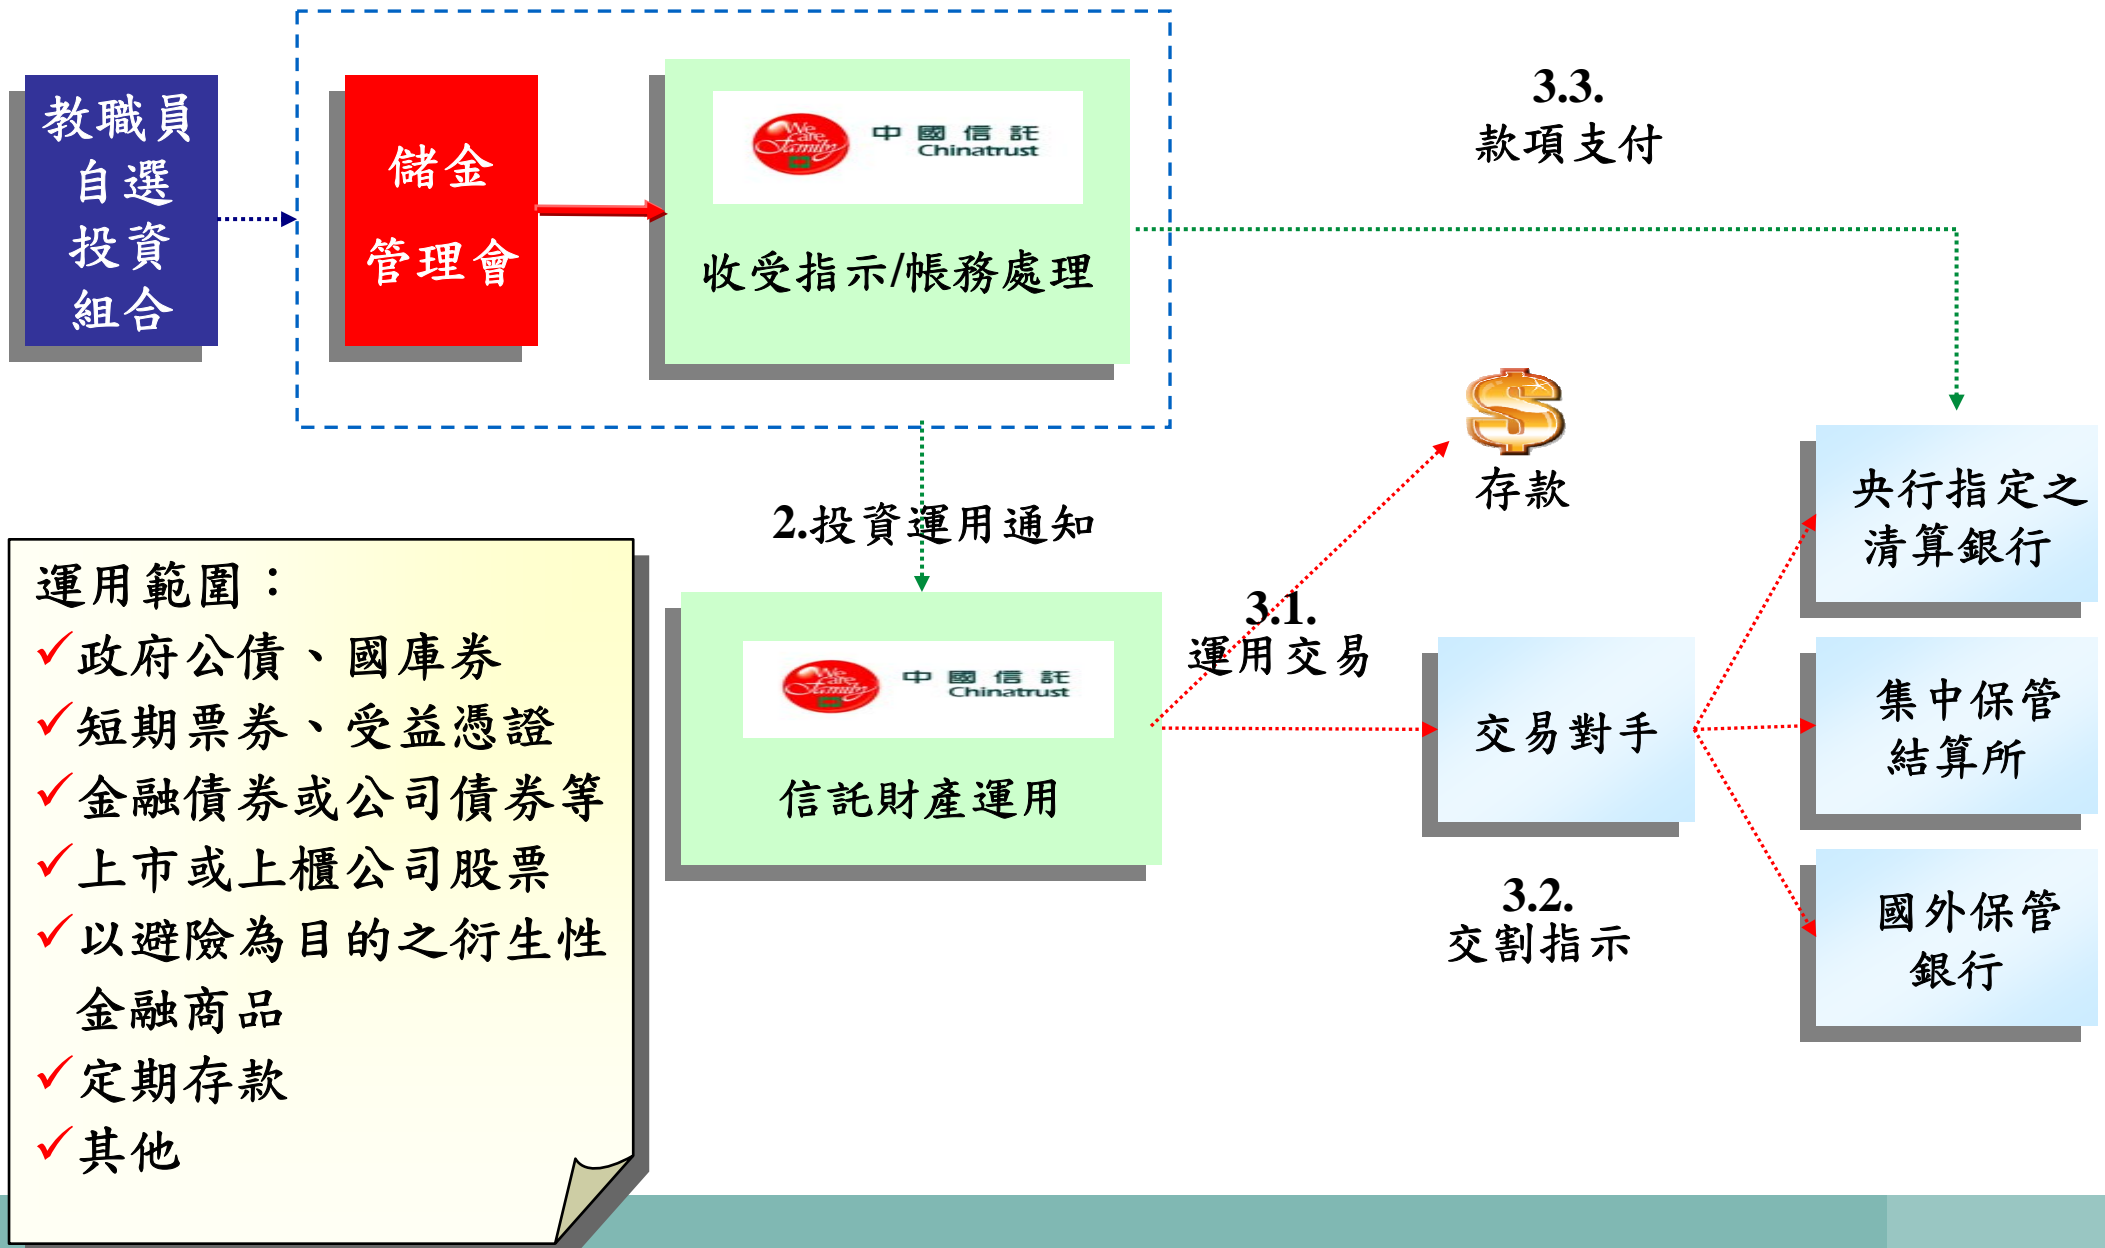 教職員
自選
投資
組合
儲金
管理會
We
care
Family
中國信託
Chinatrust
收受指示/帳務處理
3.3.
款項支付
存款
2.投資運用通知
央行指定之
清算銀行
運用範圍：
政府公債、國庫券
短期票券、受益憑證
金融債券或公司債券等
上市或上櫃公司股票
以避險為目的之衍生性
金融商品
定期存款
其他
We
care
Family
中國信託
Chinatrust
信託財產運用
3.1.
運用交易
交易對手
集中保管
結算所
3.2.
交割指示
國外保管
銀行